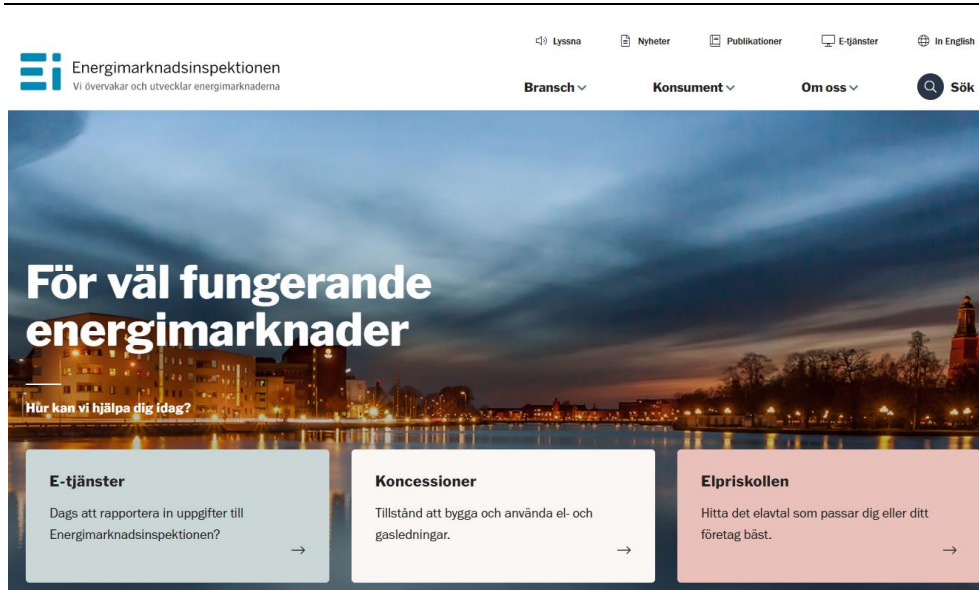 Lyssna
Nyheter
Publikationer
E-tjänster
In English
Ei
Energimarknadsinspektionen
Vi övervakar och utvecklar energimarknaderna
Bransch
Konsument
Om oss
Sök
För väl fungerande
energimarknader
Hur kan vi hjälpa dig idag?
E-tjänster
Dags att rapportera in uppgifter till
Energimarknadsinspektionen?
Koncessioner
Tillstånd att bygga och använda el- och
gasledningar.
Elpriskollen
Hitta det elavtal som passar dig eller ditt
företag bäst.